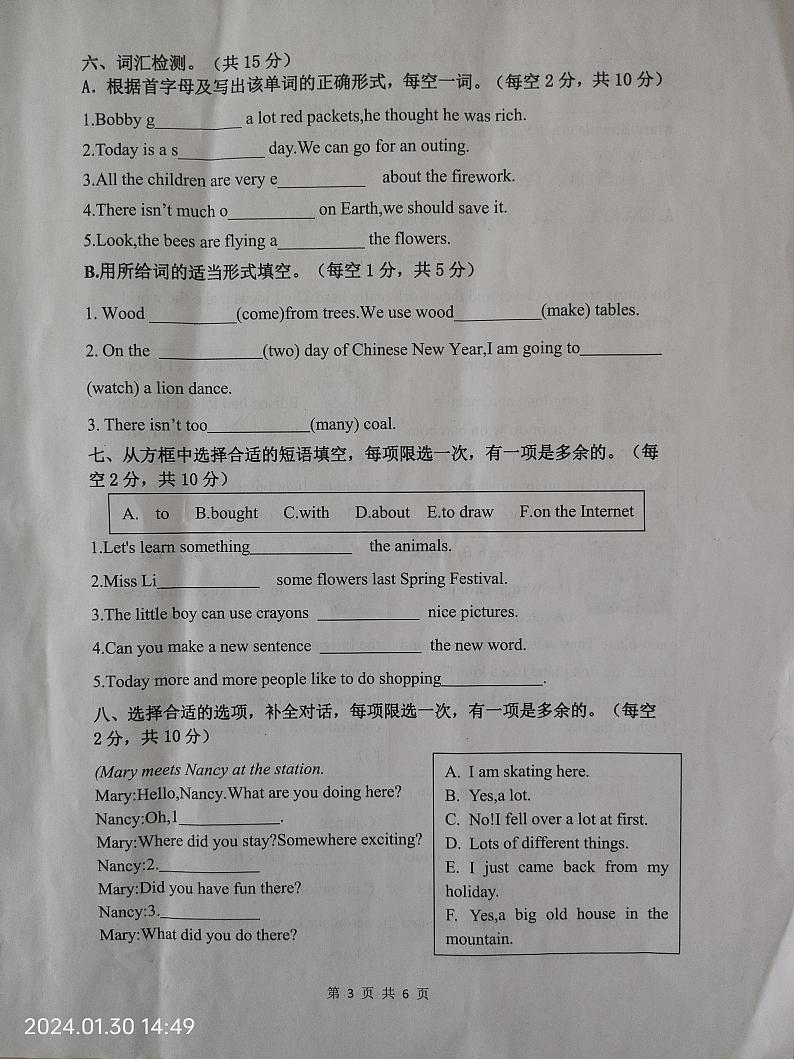 六、词汇检测。（共 15 分）
A．根据首字母及写出该单词的正确形式，每空一词。（每空 2 分，共 10 分）
1.Bobby g__________ a lot red packets,he thought he was rich.
2.Today is a s__________ day.We can go for an outing.
3.All the children are very e__________ about the firework.
4.There isn't much o__________ on Earth,we should save it.
5.Look,the bees are flying a__________ the flowers.
B.用所给词的适当形式填空。（每空 1 分，共 5 分）
1. Wood __________(come)from trees.We use wood__________(make) tables.
2. On the ____________(two) day of Chinese New Year,I am going to__________
(watch) a lion dance.
3. There isn't too____________(many) coal.
七、从方框中选择合适的短语填空，每项限选一次，有一项是多余的。（每
空 2 分，共 10 分）
A. to B.bought C.with D.about E.to draw F.on the Internet
1.Let's learn something____________ the animals.
2.Miss Li____________ some flowers last Spring Festival.
3.The little boy can use crayons ____________ nice pictures.
4.Can you make a new sentence ____________ the new word.
5.Today more and more people like to do shopping____________.
八、选择合适的选项，补全对话，每项限选一次，有一项是多余的。（每空
2 分，共 10 分）
(Mary meets Nancy at the station.
Mary:Hello,Nancy.What are you doing here?
Nancy:Oh,1____________.
Mary:Where did you stay?Somewhere exciting?
Nancy:2.____________
Mary:Did you have fun there?
Nancy:3.____________
Mary:What did you do there?
A. I am skating here.
B. Yes,a lot.
C. No!I fell over a lot at first.
D. Lots of different things.
E. I just came back from my
holiday.
F. Yes,a big old house in the
mountain.
第 3 页 共 6 页
2024.01.30 14:49